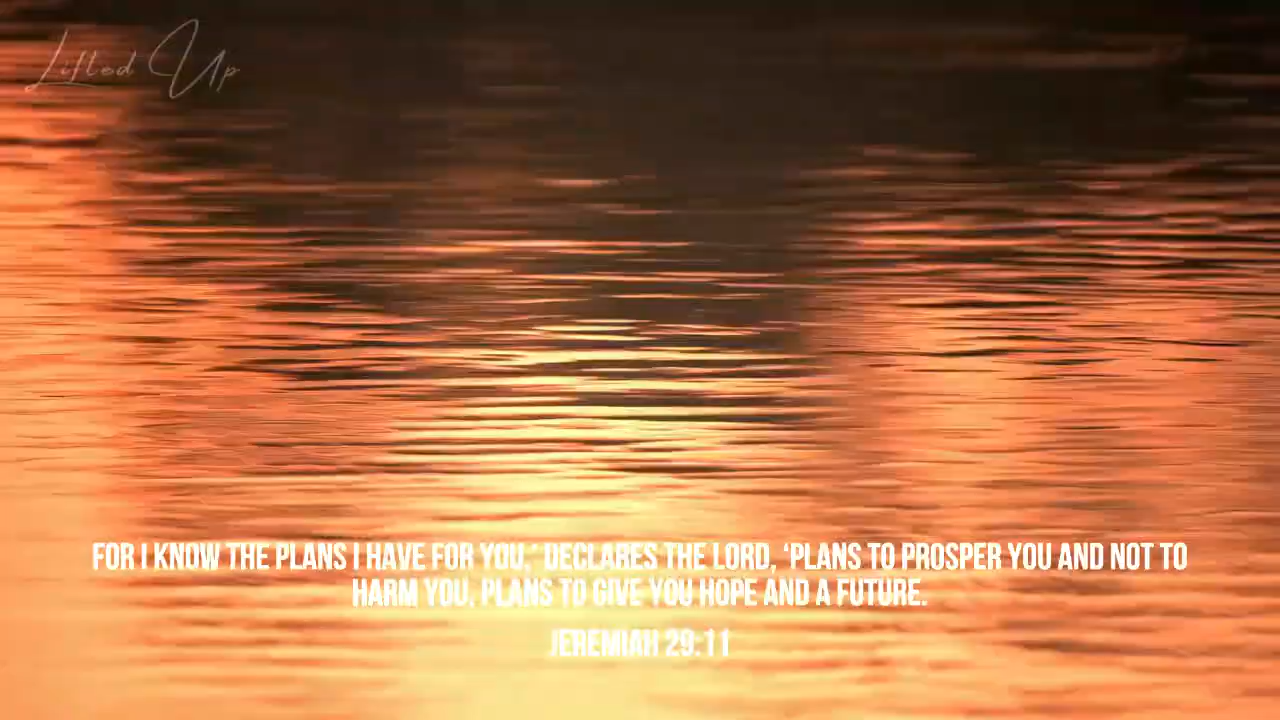 Lifted Up
FOR I KNOW THE PLANS I HAVE FOR YOU,’ DECLARES THE LORD, ‘PLANS TO PROSPER YOU AND NOT TO
HARM YOU, PLANS TO GIVE YOU HOPE AND A FUTURE.
JEREMIAH 29:11